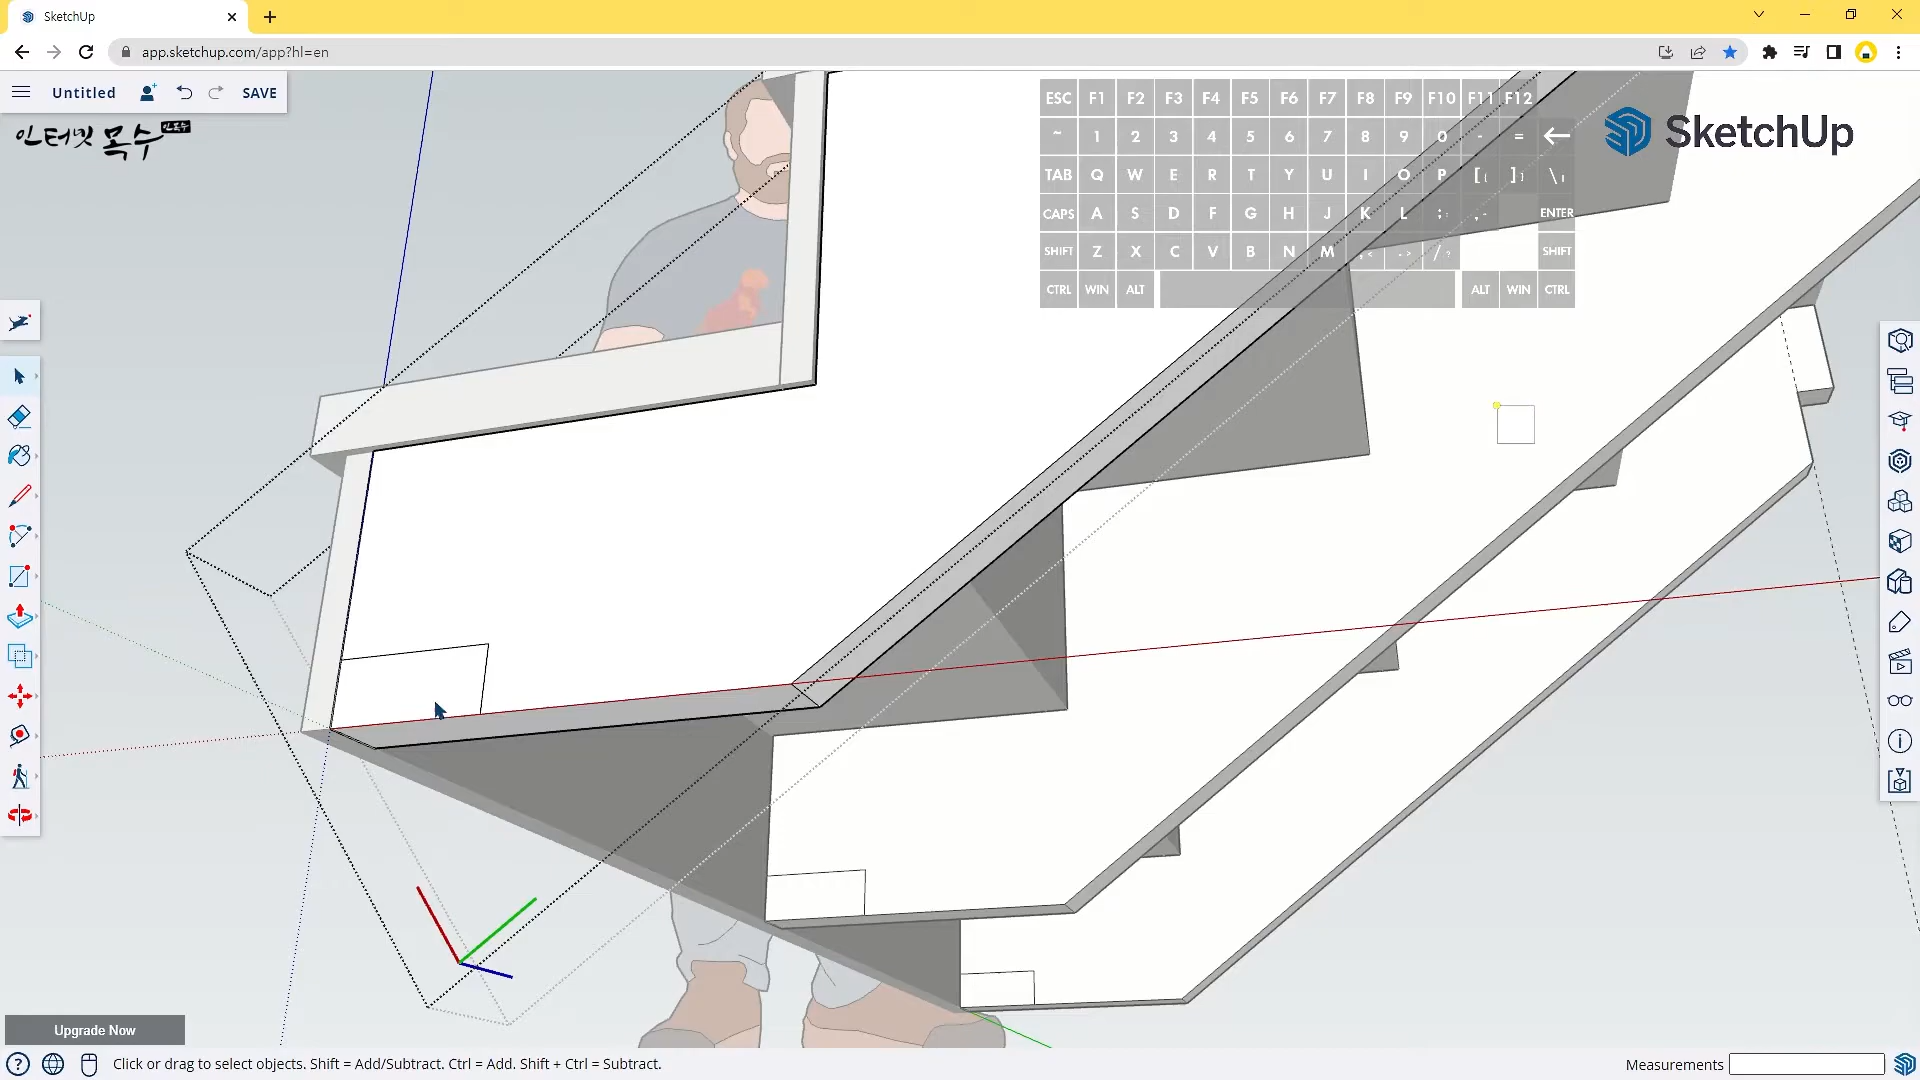 SketchUp
app.sketchup.com/app?hl=en
Untitled
SAVE
인터넷 목수
SketchUp
ESC F1 F2 F3 F4 F5 F6 F7 F8 F9 F10 F11 F12
~ 1 2 3 4 5 6 7 8 9 0 - = ←
TAB Q W E R T Y U I O P [{ ]} \|
CAPS A S D F G H J K L ;: ENTER
SHIFT Z X C V B N M ,< .> /? SHIFT
CTRL WIN ALT ALT WIN CTRL
Upgrade Now
Click or drag to select objects. Shift = Add/Subtract. Ctrl = Add. Shift + Ctrl = Subtract.
Measurements